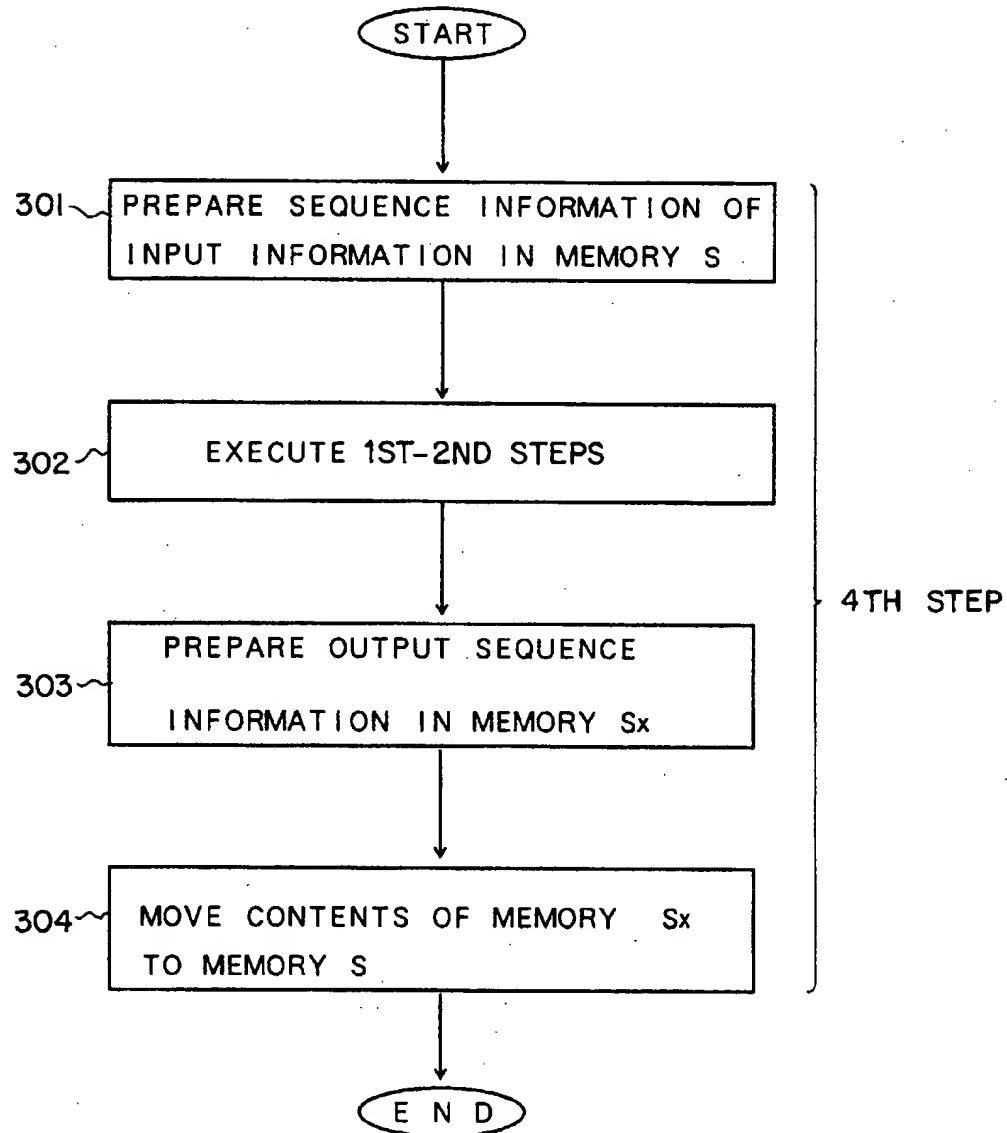 START
301
PREPARE SEQUENCE INFORMATION OF
INPUT INFORMATION IN MEMORY S
302
EXECUTE 1ST-2ND STEPS
4TH STEP
303
PREPARE OUTPUT SEQUENCE
INFORMATION IN MEMORY Sx
304
MOVE CONTENTS OF MEMORY Sx
TO MEMORY S
END